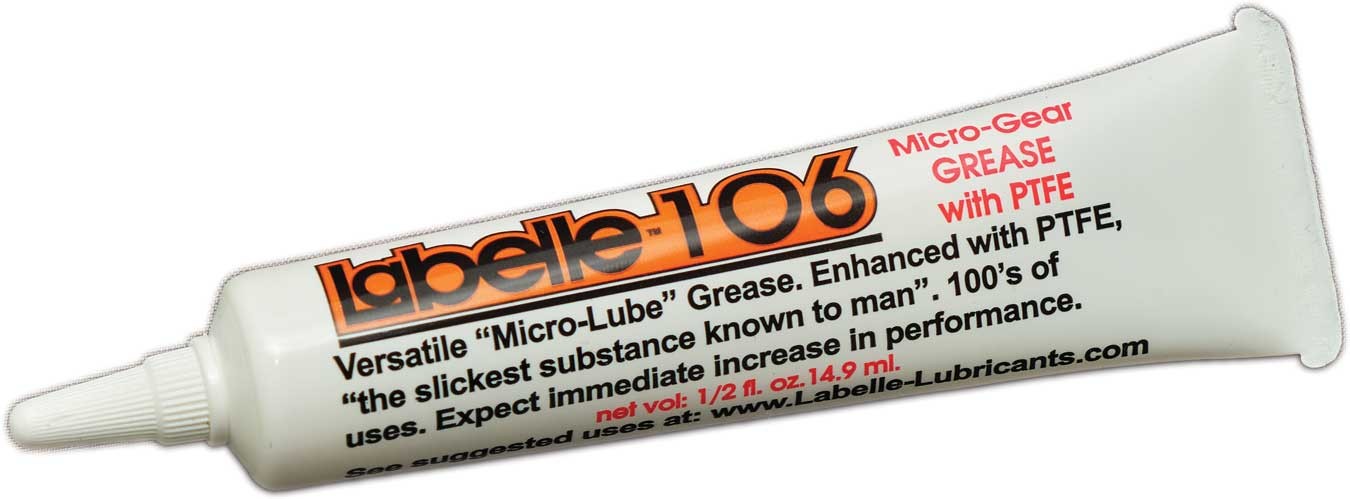 Labelle™ 106
Micro-Gear
GREASE
with PTFE
Versatile “Micro-Lube” Grease. Enhanced with PTFE,
“the slickest substance known to man”. 100's of
uses. Expect immediate increase in performance.
net vol: 1/2 fl. oz.14.9 ml.
See suggested uses at: www.Labelle-Lubricants.com